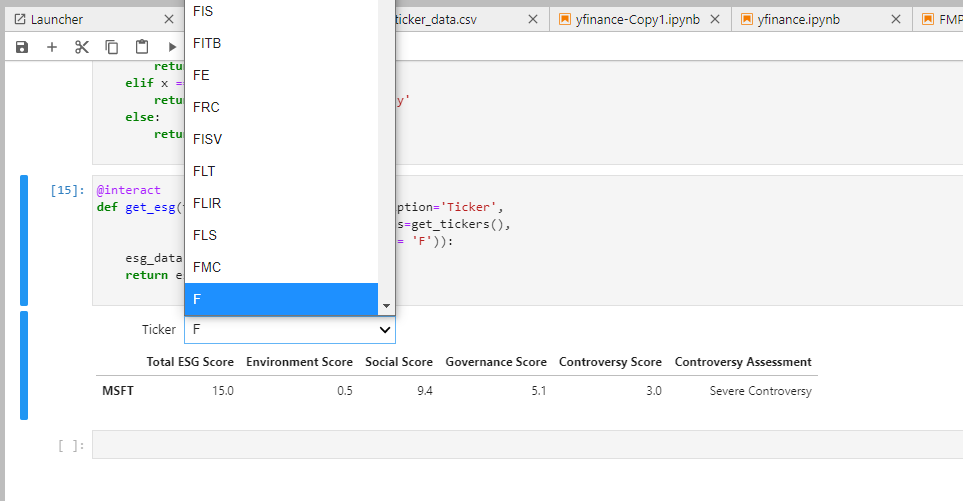 Launcher
ticker_data.csv
yfinance-Copy1.ipynb
yfinance.ipynb
FMP
FIS
FITB
FE
FRC
FISV
FLT
FLIR
FLS
FMC
F
retu
elif x ==
retu y'
else:
retu
[15]:
@interact
def get_esg( ption='Ticker',
s=get_tickers(),
= 'F')):
esg_data
return e
Ticker F
Total ESG Score Environment Score Social Score Governance Score Controversy Score Controversy Assessment
MSFT 15.0 0.5 9.4 5.1 3.0 Severe Controversy
[ ]: